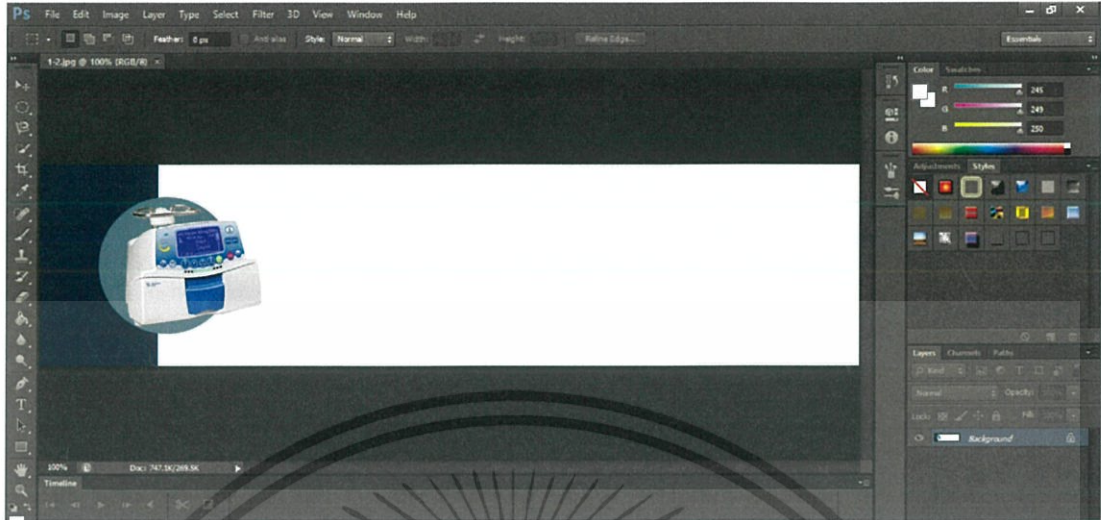 Ps File Edit Image Layer Type Select Filter 3D View Window Help
Feather: 0 px Anti-alias Style: Normal Width: Height: Refine Edge... Essentials
1-2.jpg @ 100% (RGB/8) ×
Color Swatches
R 245
G 249
B 250
Adjustments Styles
Layers Channels Paths
Kind
Normal Opacity:
Lock: Fill:
Background
100% Doc: 747.1K/269.5K
Timeline